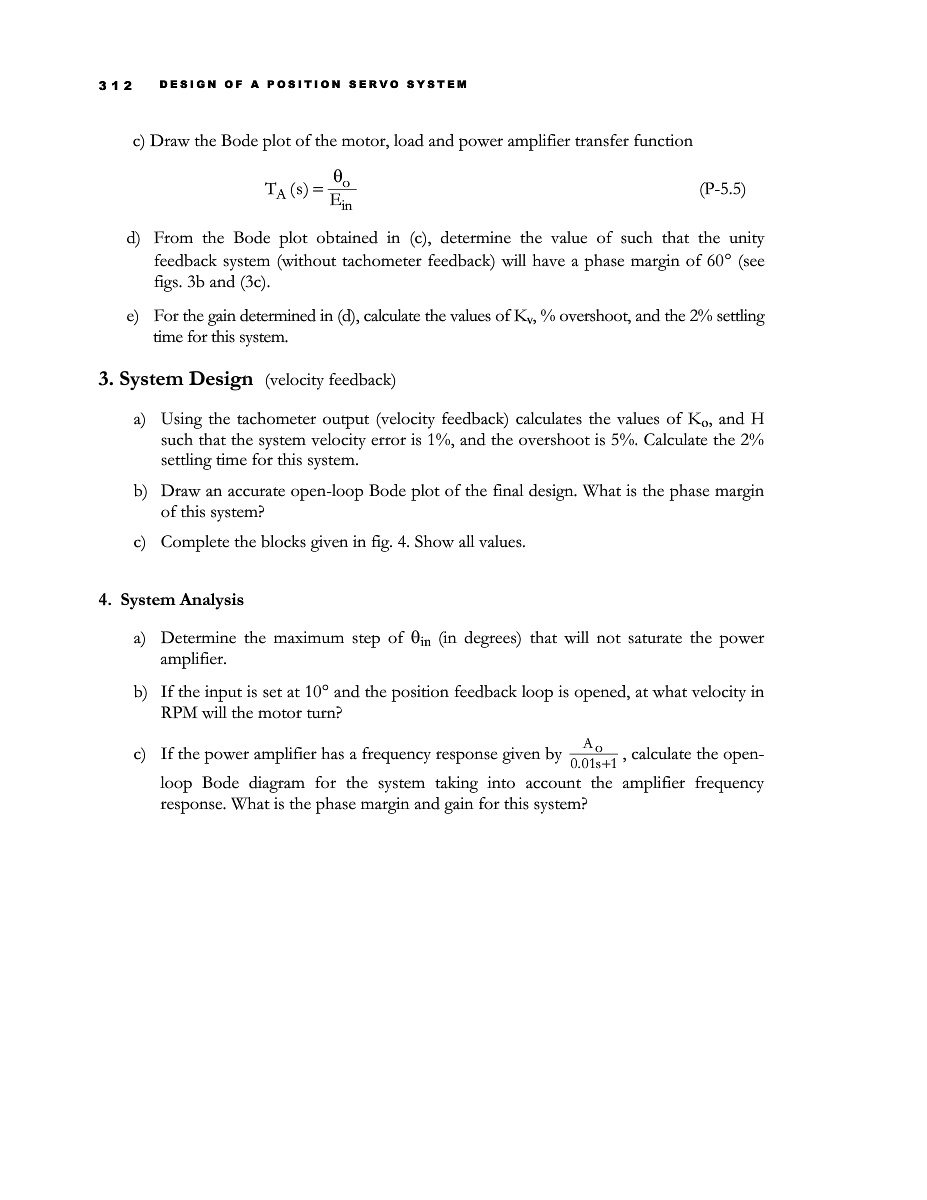 312 DESIGN OF A POSITION SERVO SYSTEM
c) Draw the Bode plot of the motor, load and power amplifier transfer function
T_A (s) = θ_o / E_in (P-5.5)
d) From the Bode plot obtained in (c), determine the value of such that the unity
feedback system (without tachometer feedback) will have a phase margin of 60° (see
figs. 3b and (3c).
e) For the gain determined in (d), calculate the values of K_v, % overshoot, and the 2% settling
time for this system.
3. System Design (velocity feedback)
a) Using the tachometer output (velocity feedback) calculates the values of K_o, and H
such that the system velocity error is 1%, and the overshoot is 5%. Calculate the 2%
settling time for this system.
b) Draw an accurate open-loop Bode plot of the final design. What is the phase margin
of this system?
c) Complete the blocks given in fig. 4. Show all values.
4. System Analysis
a) Determine the maximum step of θ_in (in degrees) that will not saturate the power
amplifier.
b) If the input is set at 10° and the position feedback loop is opened, at what velocity in
RPM will the motor turn?
c) If the power amplifier has a frequency response given by A_o / 0.01s+1 , calculate the open-
loop Bode diagram for the system taking into account the amplifier frequency
response. What is the phase margin and gain for this system?